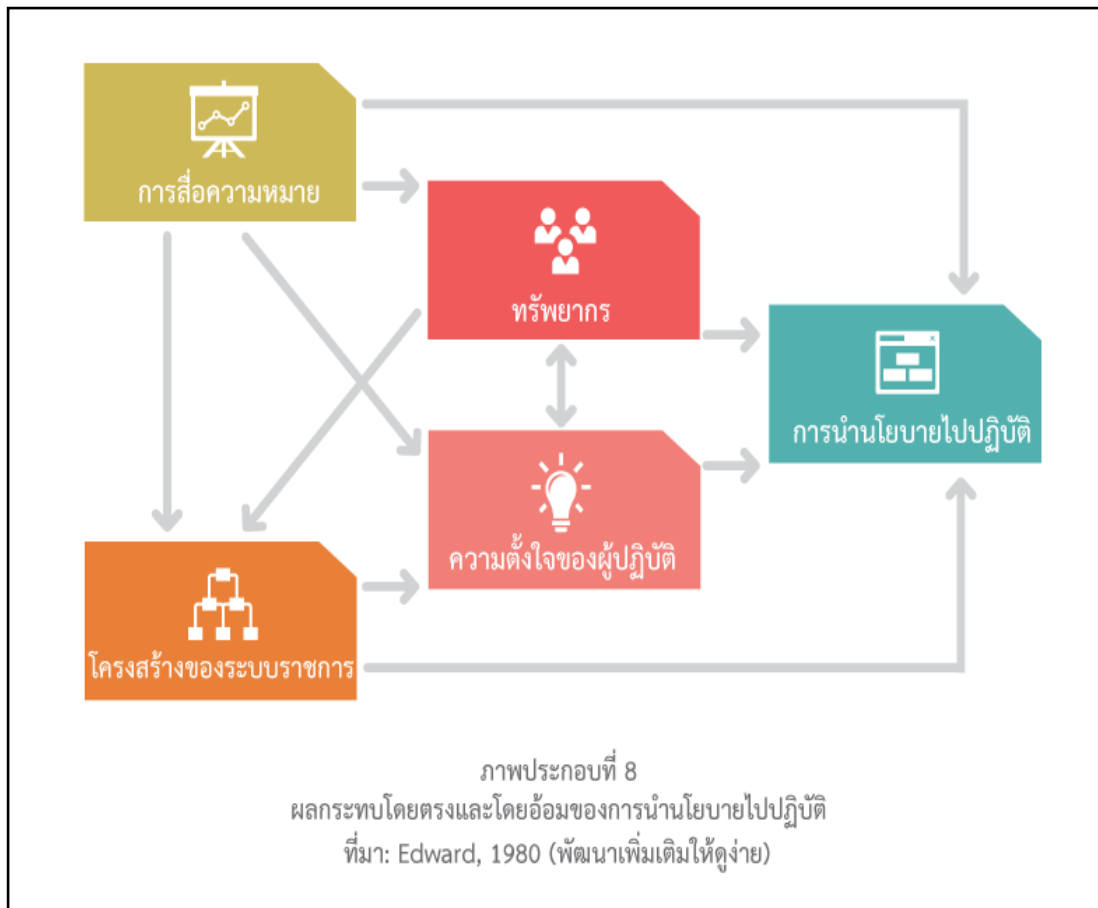 การสื่อความหมาย
ทรัพยากร
การนำนโยบายไปปฏิบัติ
ความตั้งใจของผู้ปฏิบัติ
โครงสร้างของระบบราชการ
ภาพประกอบที่ 8
ผลกระทบโดยตรงและโดยอ้อมของการนำนโยบายไปปฏิบัติ
ที่มา: Edward, 1980 (พัฒนาเพิ่มเติมให้ดูง่าย)